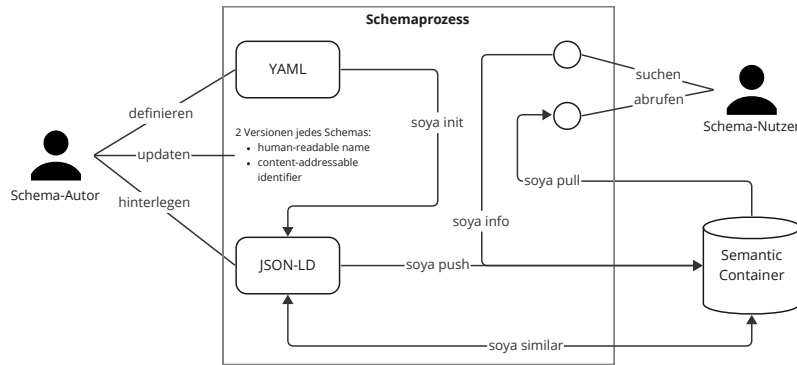 Schemaprozess
YAML
suchen
abrufen
Schema-Nutzer
definieren
soya init
2 Versionen jedes Schemas:
• human-readable name
• content-addressable
identifier
updaten
Schema-Autor
soya pull
hinterlegen
soya info
JSON-LD
soya push
Semantic
Container
soya similar